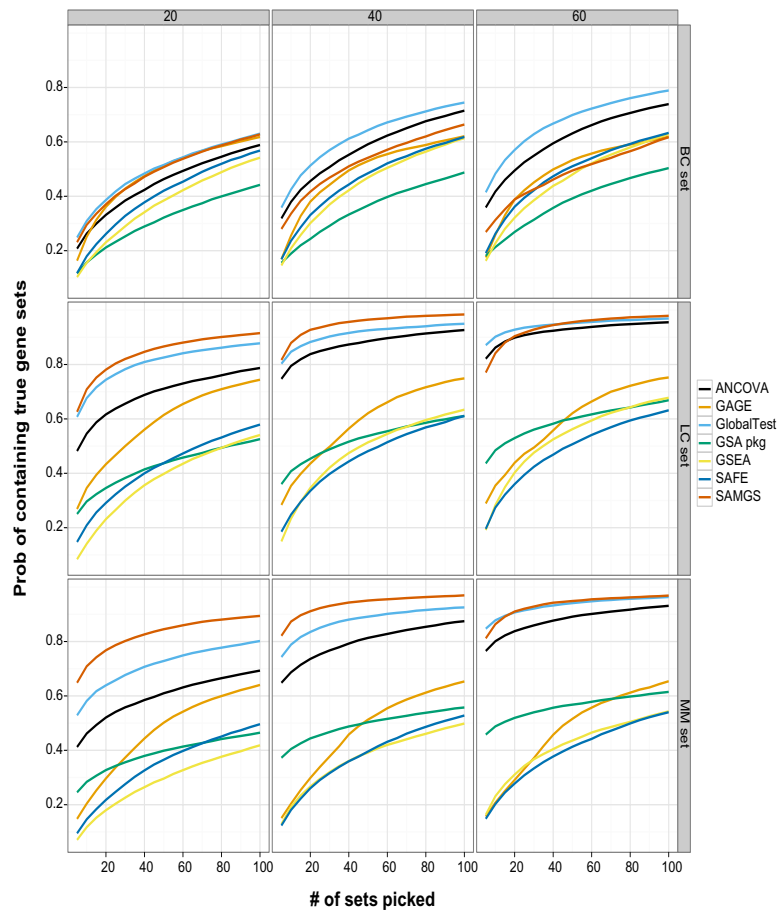 20 40 60
0.8
0.6
0.4
0.2
BC set
0.8
0.6
0.4
0.2
LC set
0.8
0.6
0.4
0.2
MM set
Prob of containing true gene sets
20 40 60 80 100 20 40 60 80 100 20 40 60 80 100
# of sets picked
ANCOVA
GAGE
GlobalTest
GSA pkg
GSEA
SAFE
SAMGS